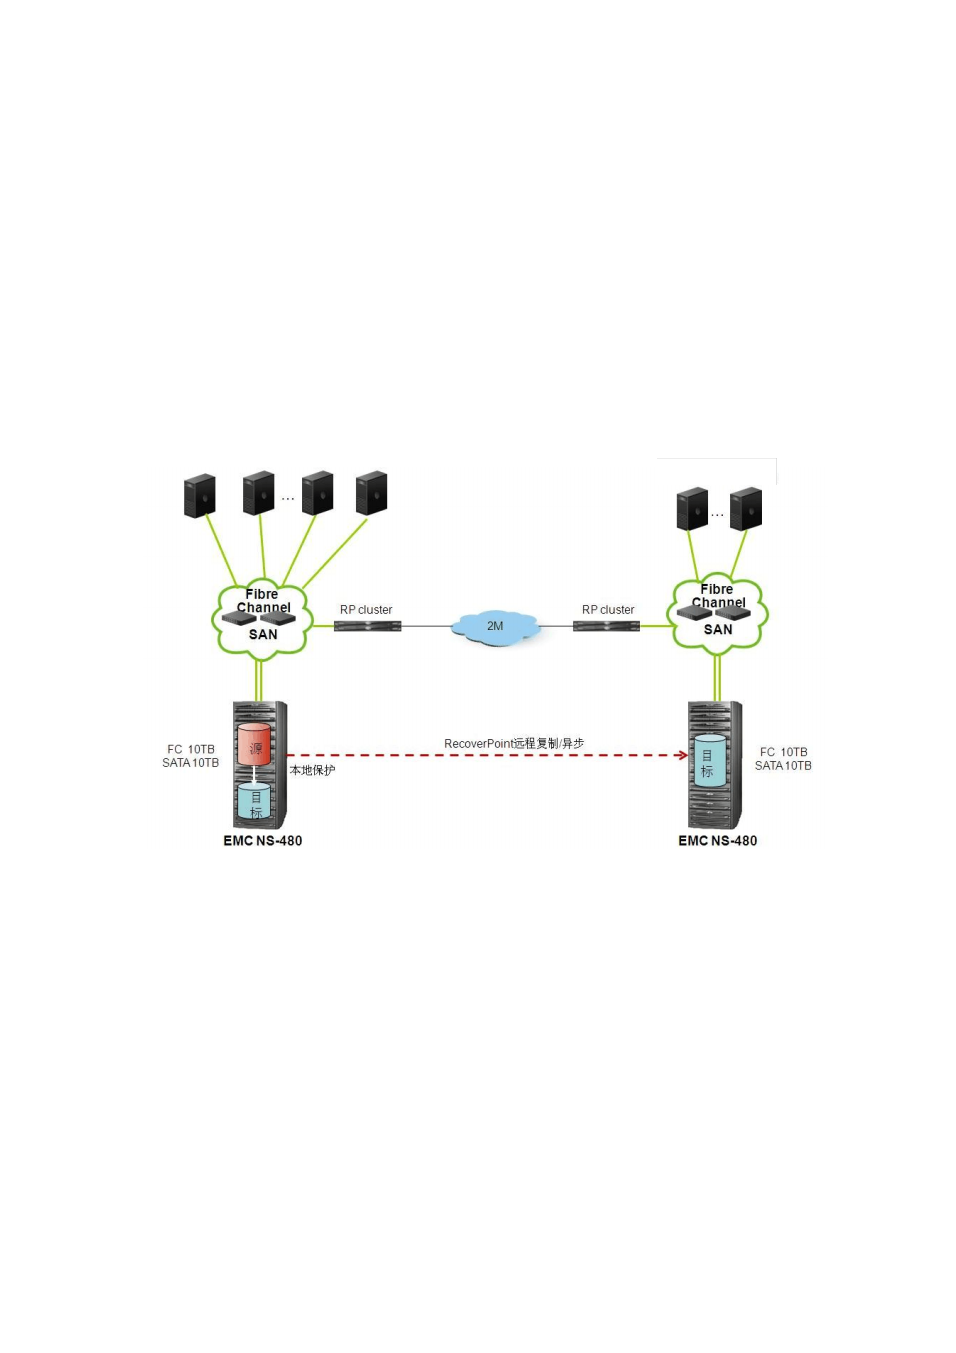 ...
...
Fibre
Channel
SAN
RP cluster
2M
RP cluster
Fibre
Channel
SAN
FC 10TB
SATA 10TB
源
目
标
本地保护
RecoverPoint远程复制/异步
目
标
FC 10TB
SATA 10TB
EMC NS-480
EMC NS-480